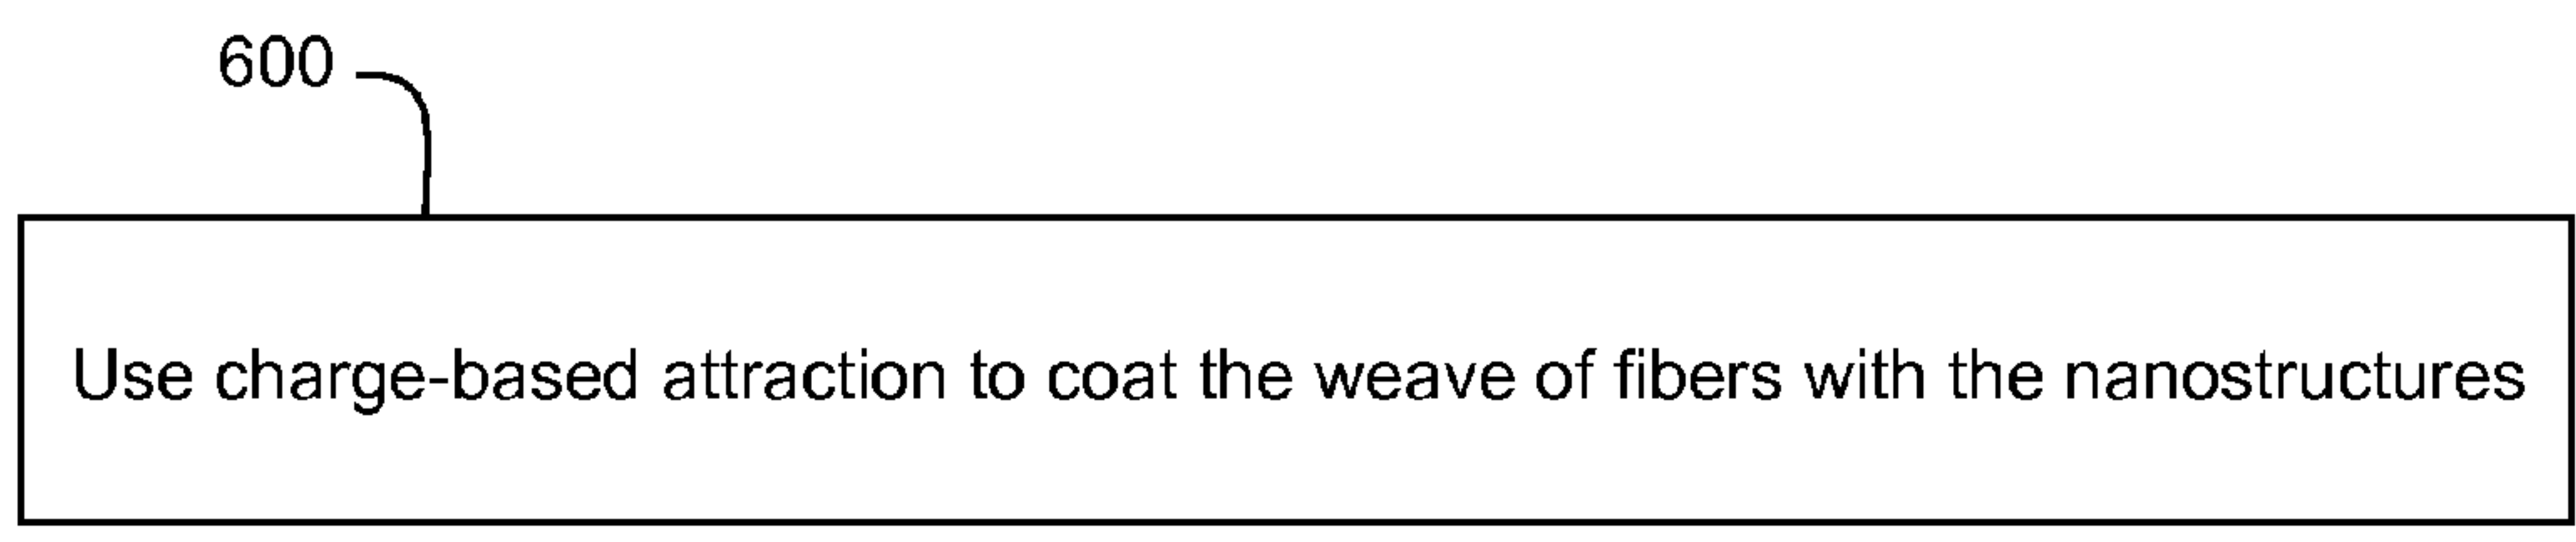 600
Use charge-based attraction to coat the weave of fibers with the nanostructures